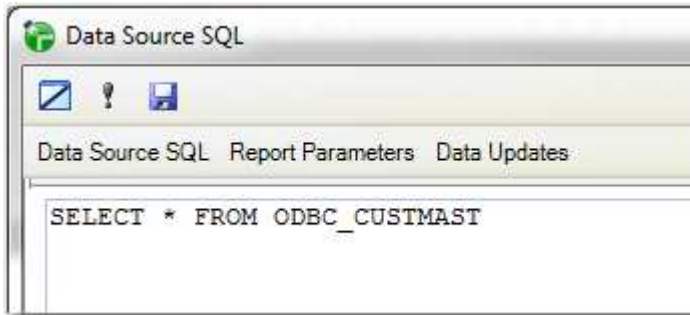 Data Source SQL
Data Source SQL Report Parameters Data Updates
SELECT * FROM ODBC_CUSTMAST